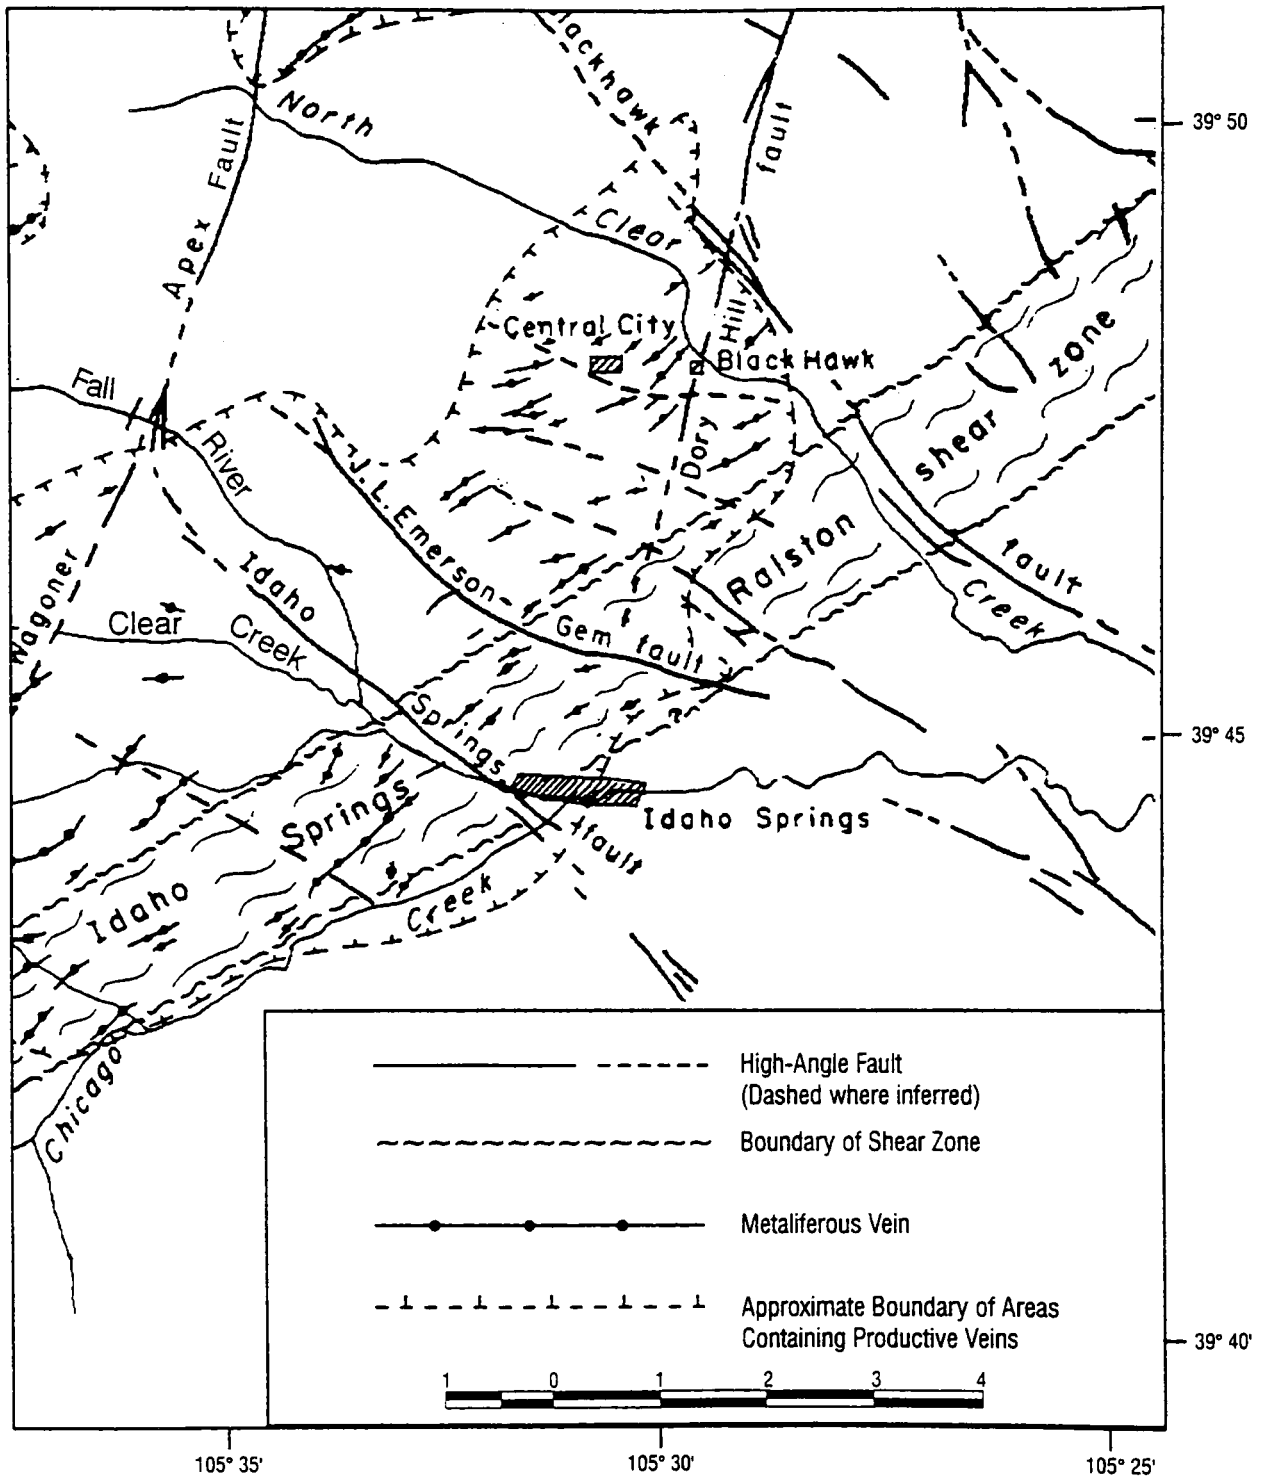 Blackhawk
fault
39° 50
North
Apex Fault
Clear
Central City
Hill
Black Hawk
Fall
River
Dory
shear zone
J. L. Emerson-
Ralston
Idaho
fault
Creek
Wagoner
Clear
Creek
Gem fault
Springs
39° 45
Springs
Idaho Springs
fault
Idaho
Creek
?
Chicago
High-Angle Fault
(Dashed where inferred)
Boundary of Shear Zone
Metaliferous Vein
Approximate Boundary of Areas
Containing Productive Veins
39° 40'
1 0 1 2 3 4
105° 35'
105° 30'
105° 25'